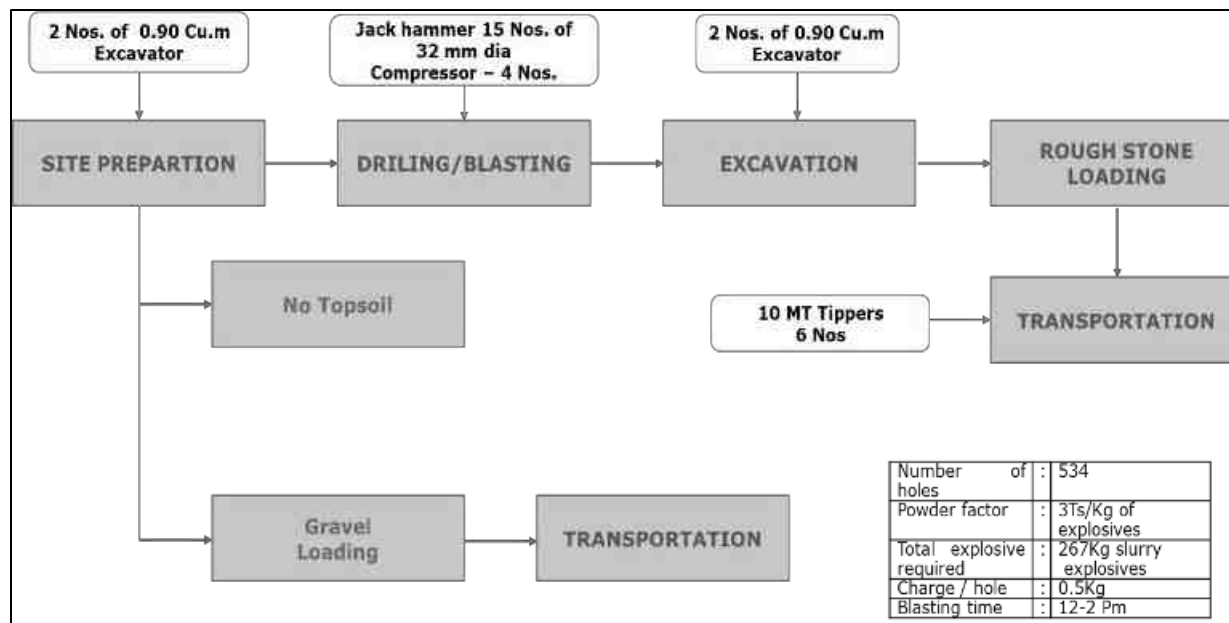 2 Nos. of 0.90 Cu.m
Excavator
Jack hammer 15 Nos. of
32 mm dia
Compressor – 4 Nos.
2 Nos. of 0.90 Cu.m
Excavator
SITE PREPARTION
DRILING/BLASTING
EXCAVATION
ROUGH STONE
LOADING
No Topsoil
10 MT Tippers
6 Nos
TRANSPORTATION
Gravel
Loading
TRANSPORTATION
Number of : 534
holes
Powder factor : 3Ts/Kg of
explosives
Total explosive : 267Kg slurry
required explosives
Charge / hole : 0.5Kg
Blasting time : 12-2 Pm